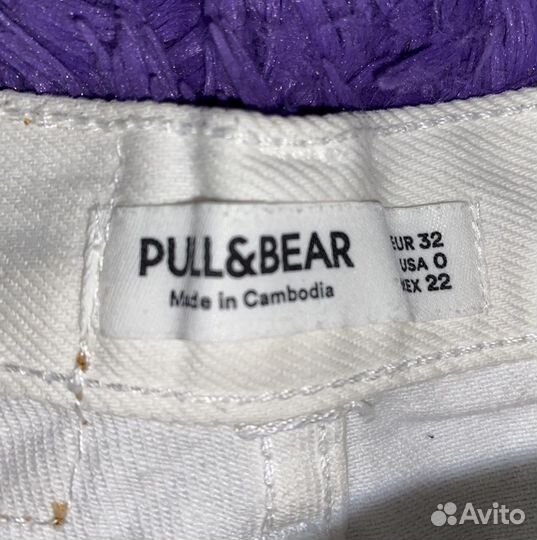 PULL&BEAR
Made in Cambodia
EUR 32
USA 0
MEX 22
Avito